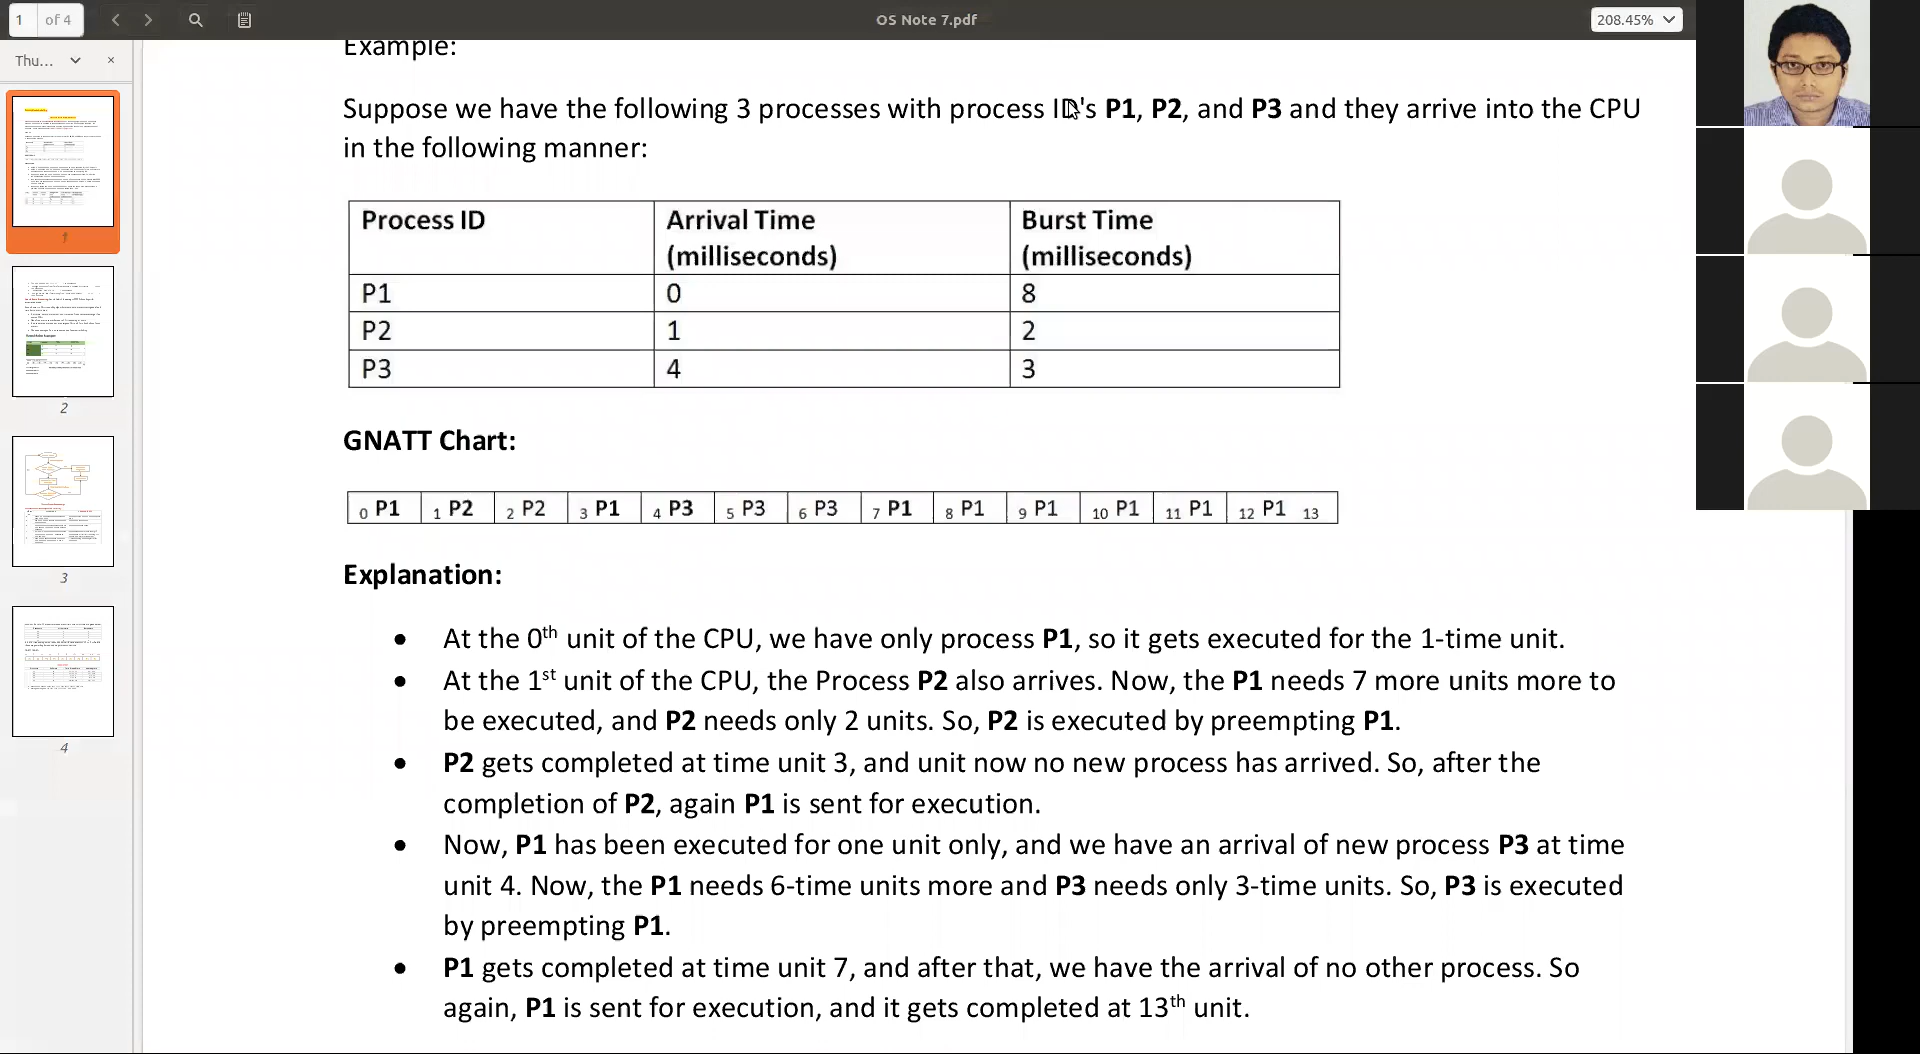 1 of 4 OS Note 7.pdf 208.45%
Thu... ×
1
2
3
4
Example:
Suppose we have the following 3 processes with process ID's P1, P2, and P3 and they arrive into the CPU
in the following manner:
Process ID Arrival Time Burst Time
(milliseconds) (milliseconds)
P1 0 8
P2 1 2
P3 4 3
GNATT Chart:
0 P1 1 P2 2 P2 3 P1 4 P3 5 P3 6 P3 7 P1 8 P1 9 P1 10 P1 11 P1 12 P1 13
Explanation:
• At the 0th unit of the CPU, we have only process P1, so it gets executed for the 1-time unit.
• At the 1st unit of the CPU, the Process P2 also arrives. Now, the P1 needs 7 more units more to
be executed, and P2 needs only 2 units. So, P2 is executed by preempting P1.
• P2 gets completed at time unit 3, and unit now no new process has arrived. So, after the
completion of P2, again P1 is sent for execution.
• Now, P1 has been executed for one unit only, and we have an arrival of new process P3 at time
unit 4. Now, the P1 needs 6-time units more and P3 needs only 3-time units. So, P3 is executed
by preempting P1.
• P1 gets completed at time unit 7, and after that, we have the arrival of no other process. So
again, P1 is sent for execution, and it gets completed at 13th unit.